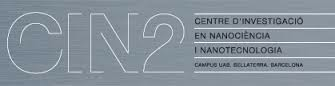 CIN2
CENTRE D'INVESTIGACIÓ
EN NANOCIÈNCIA
I NANOTECNOLOGIA
CAMPUS UAB. BELLATERRA. BARCELONA